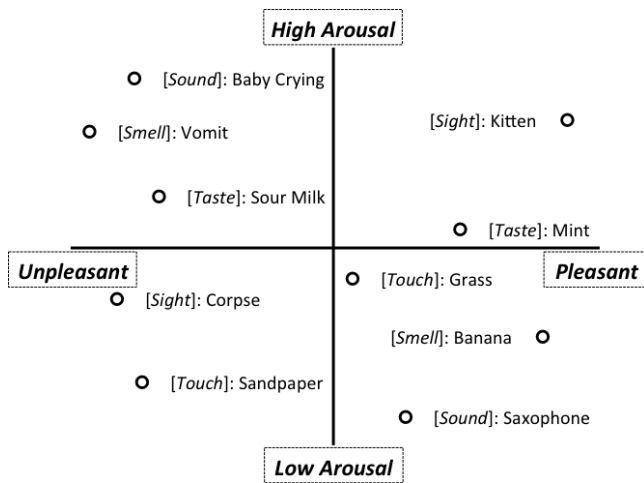 High Arousal
[Sound]: Baby Crying
[Sight]: Kitten
[Smell]: Vomit
[Taste]: Sour Milk
[Taste]: Mint
Unpleasant
Pleasant
[Touch]: Grass
[Sight]: Corpse
[Smell]: Banana
[Touch]: Sandpaper
[Sound]: Saxophone
Low Arousal